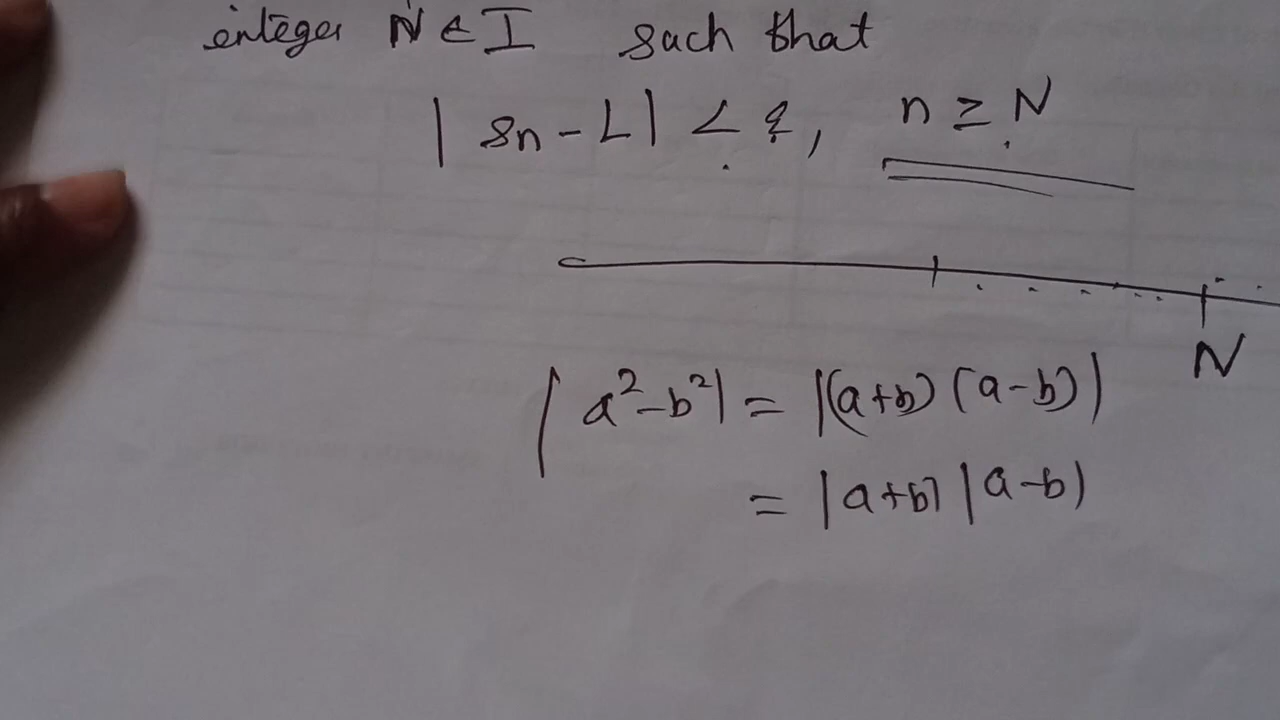 integer N ∈ I such that
| sn - L | < ε, n ≥ N
N
| a² - b² | = |(a+b) (a-b)|
= |a+b| |a-b|